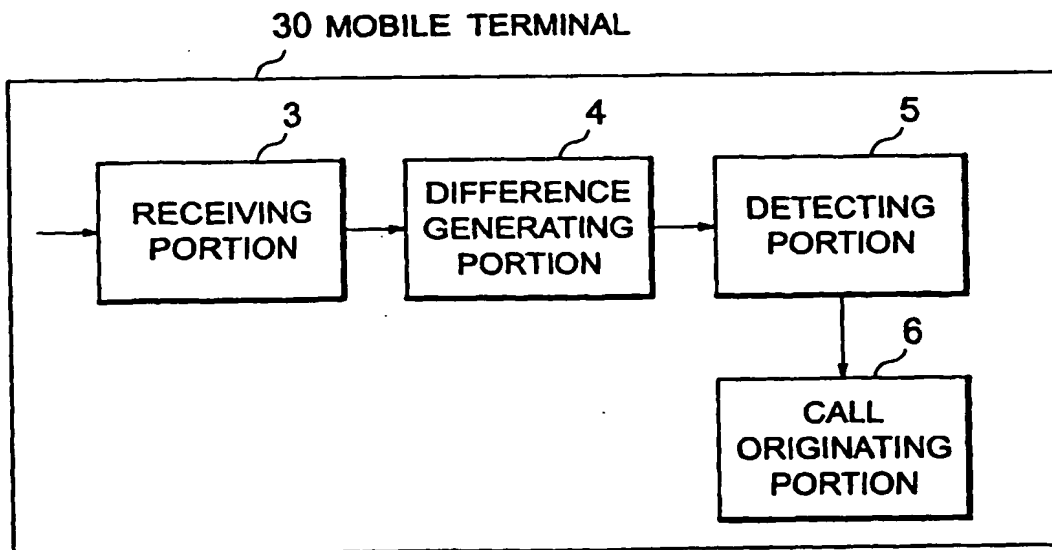 30 MOBILE TERMINAL
3
RECEIVING
PORTION
4
DIFFERENCE
GENERATING
PORTION
5
DETECTING
PORTION
6
CALL
ORIGINATING
PORTION